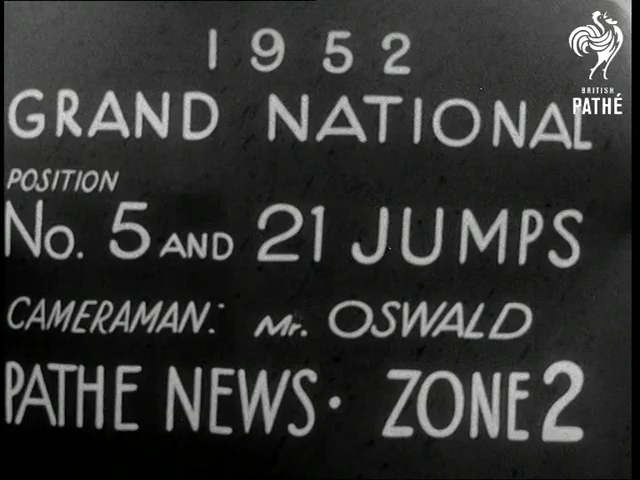 1952
GRAND NATIONAL
POSITION
No. 5 AND 21 JUMPS
CAMERAMAN: Mr. OSWALD
PATHE NEWS · ZONE 2
BRITISH
PATHÉ